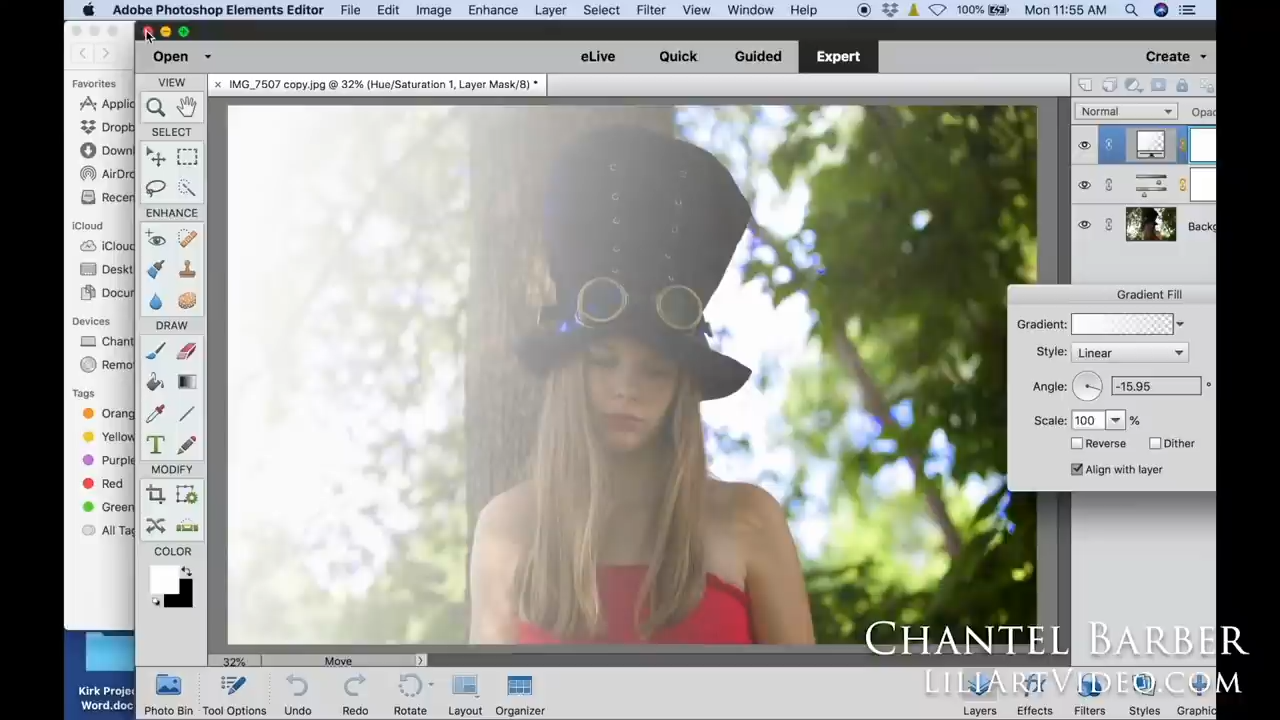 Adobe Photoshop Elements Editor File Edit Image Enhance Layer Select Filter View Window Help 100% Mon 11:55 AM
Open eLive Quick Guided Expert Create
Favorites
Applic
Dropb
Downl
AirDro
Recen
iCloud
iCloud
Deskt
Docur
Devices
Chant
Remo
Tags
Orang
Yellow
Purple
Red
Green
All Tag
Kirk Proje
Word.doc
VIEW
SELECT
ENHANCE
DRAW
MODIFY
COLOR
× IMG_7507 copy.jpg @ 32% (Hue/Saturation 1, Layer Mask/8) *
Normal Opac
Backg
Gradient Fill
Gradient:
Style: Linear
Angle: -15.95 °
Scale: 100 %
Reverse Dither
Align with layer
32% Move
Photo Bin Tool Options Undo Redo Rotate Layout Organizer Layers Effects Filters Styles Graphic
Chantel Barber
LiliArtVideo.com